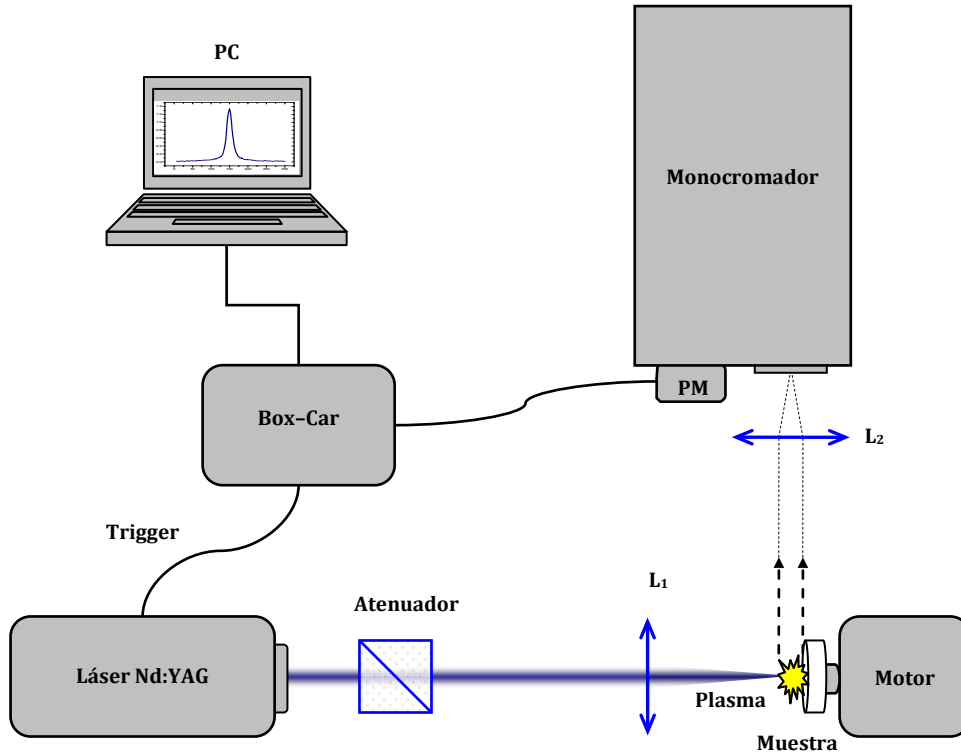 PC
Monocromador
PM
Box–Car
L₂
Trigger
L₁
Atenuador
Láser Nd:YAG
Plasma
Motor
Muestra